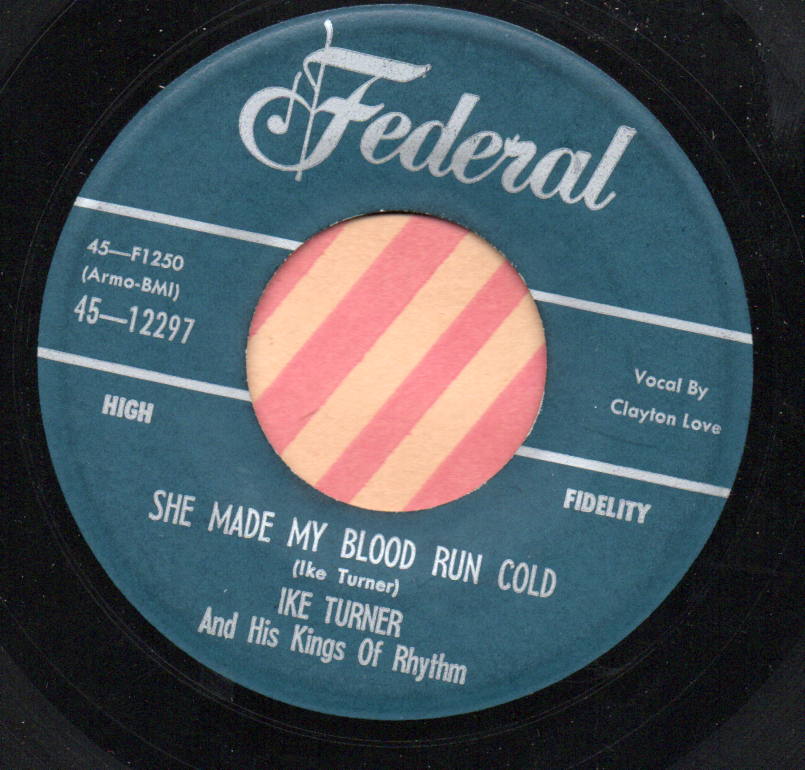 Federal
45—F1250
(Armo-BMI)
45—12297
Vocal By
Clayton Love
HIGH
FIDELITY
SHE MADE MY BLOOD RUN COLD
(Ike Turner)
IKE TURNER
And His Kings Of Rhythm